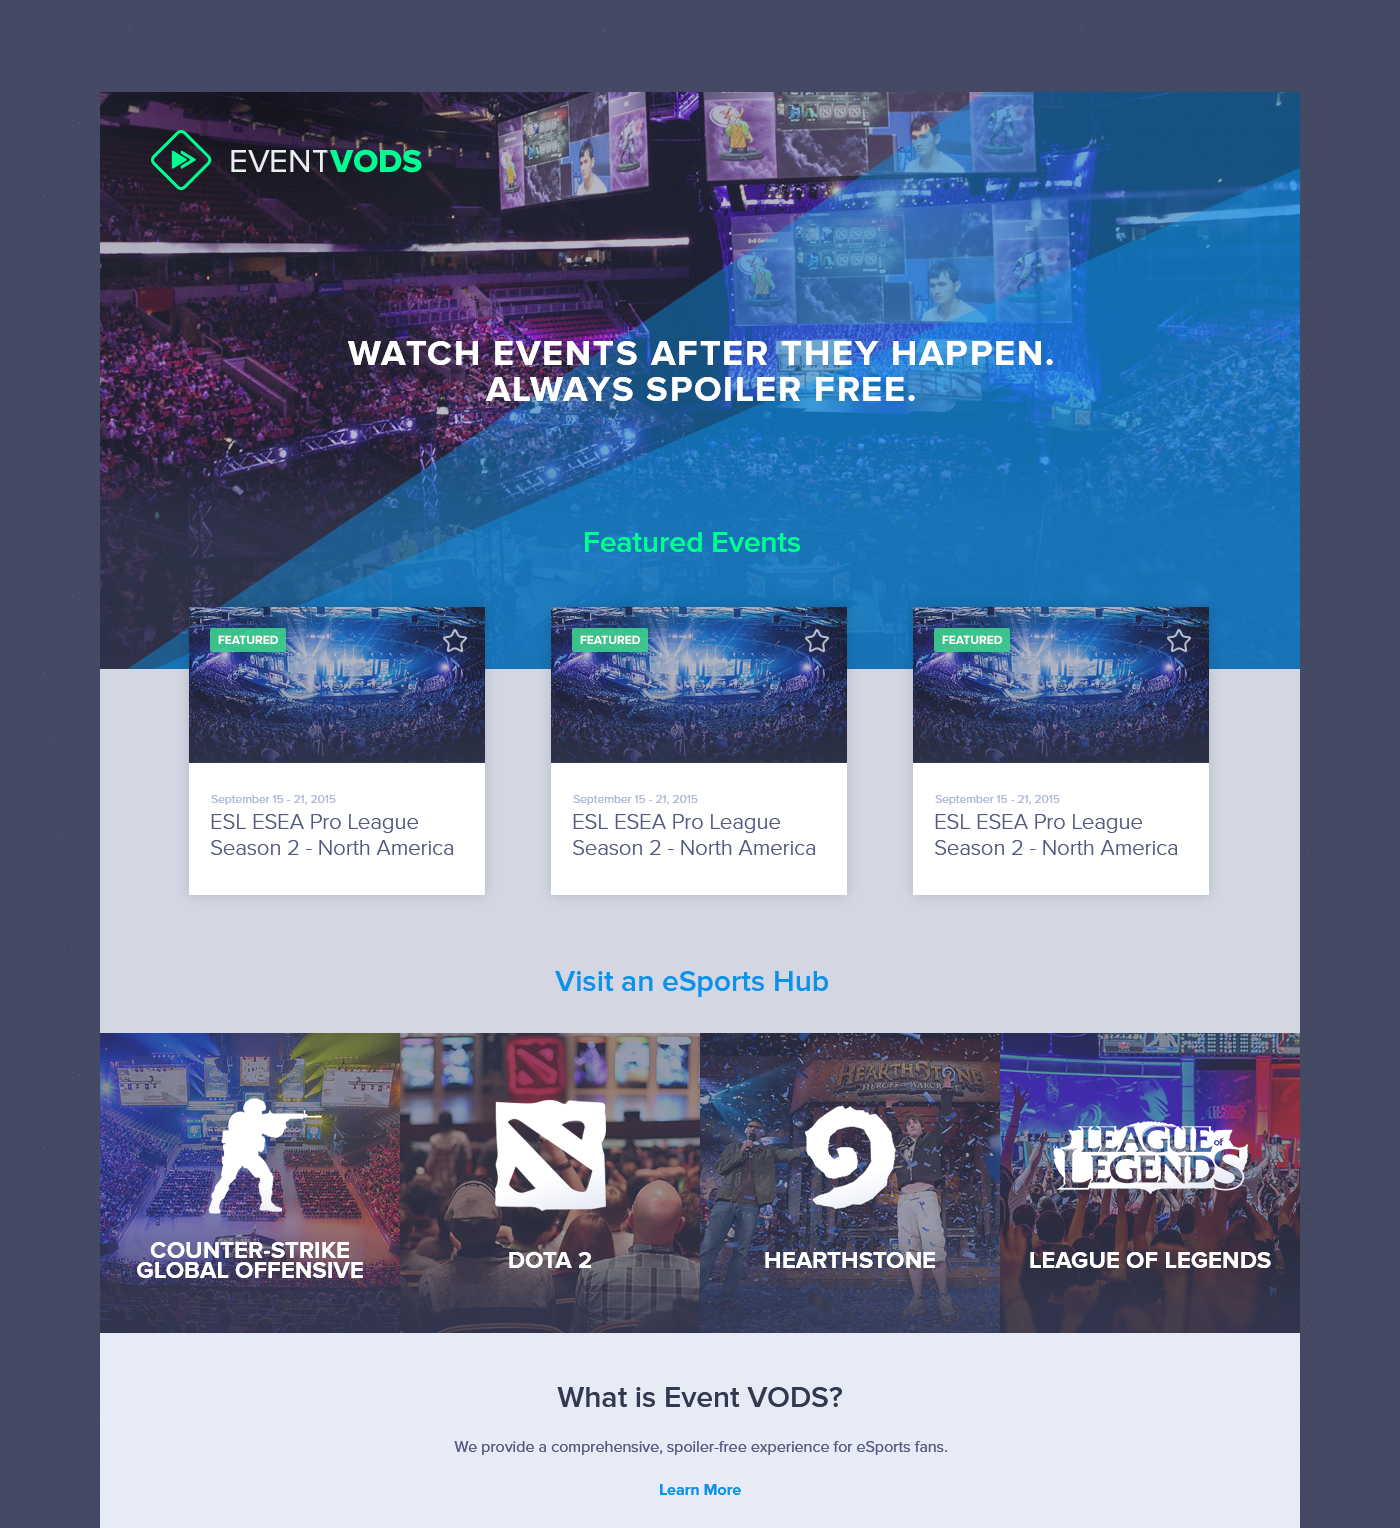 EVENTVODS
WATCH EVENTS AFTER THEY HAPPEN.
ALWAYS SPOILER FREE.
Featured Events
FEATURED
September 15 - 21, 2015
ESL ESEA Pro League
Season 2 - North America
FEATURED
September 15 - 21, 2015
ESL ESEA Pro League
Season 2 - North America
FEATURED
September 15 - 21, 2015
ESL ESEA Pro League
Season 2 - North America
Visit an eSports Hub
COUNTER-STRIKE
GLOBAL OFFENSIVE
DOTA 2
HEARTHSTONE
HEROES OF WARCR
HEARTHSTONE
LEAGUE of
LEGENDS
LEAGUE OF LEGENDS
What is Event VODS?
We provide a comprehensive, spoiler-free experience for eSports fans.
Learn More